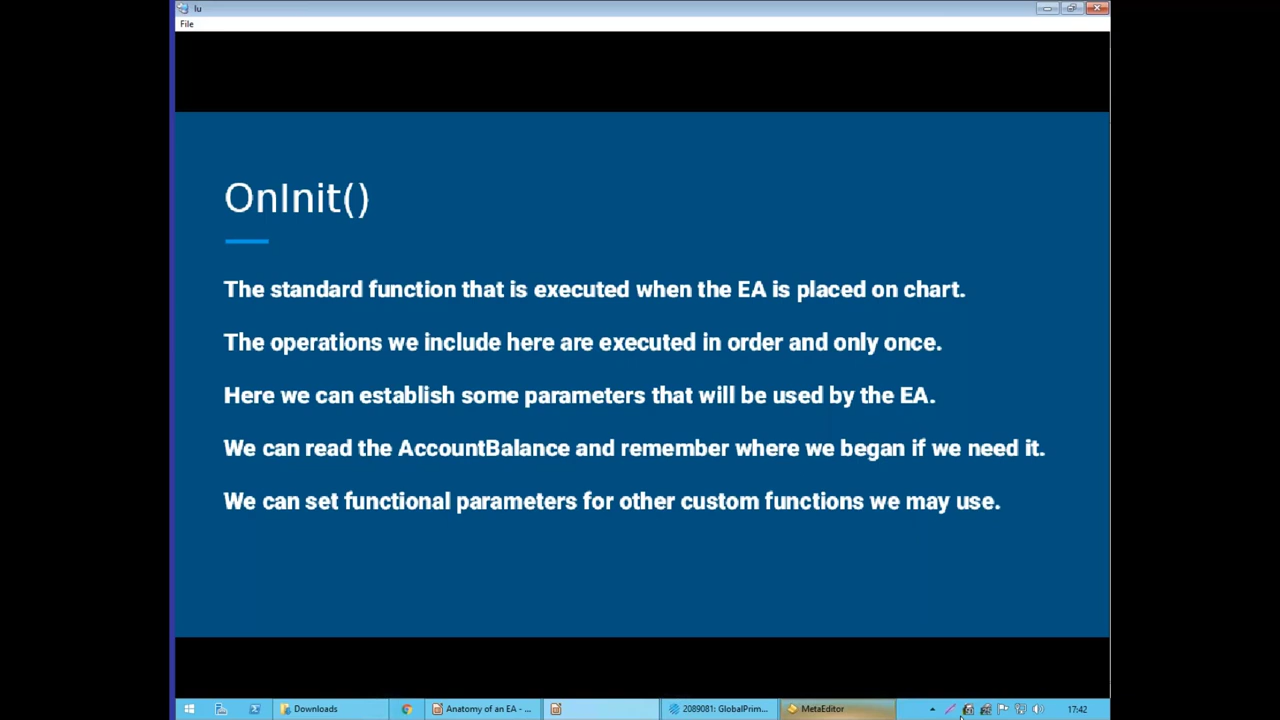 lu
File
OnInit()
The standard function that is executed when the EA is placed on chart.
The operations we include here are executed in order and only once.
Here we can establish some parameters that will be used by the EA.
We can read the AccountBalance and remember where we began if we need it.
We can set functional parameters for other custom functions we may use.
Downloads
Anatomy of an EA - ...
2089081: GlobalPrim...
MetaEditor
17:42